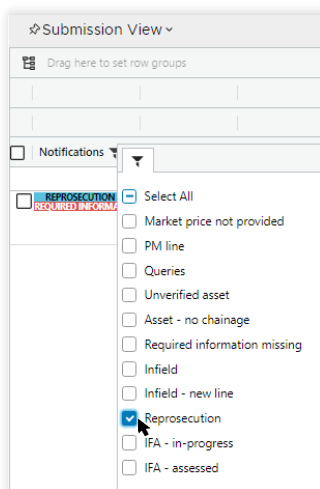 Submission View
Drag here to set row groups
Notifications
REPROSECUTION
REQUIRED INFORMA
Select All
Market price not provided
PM line
Queries
Unverified asset
Asset - no chainage
Required information missing
Infield
Infield - new line
Reprosecution
IFA - in-progress
IFA - assessed